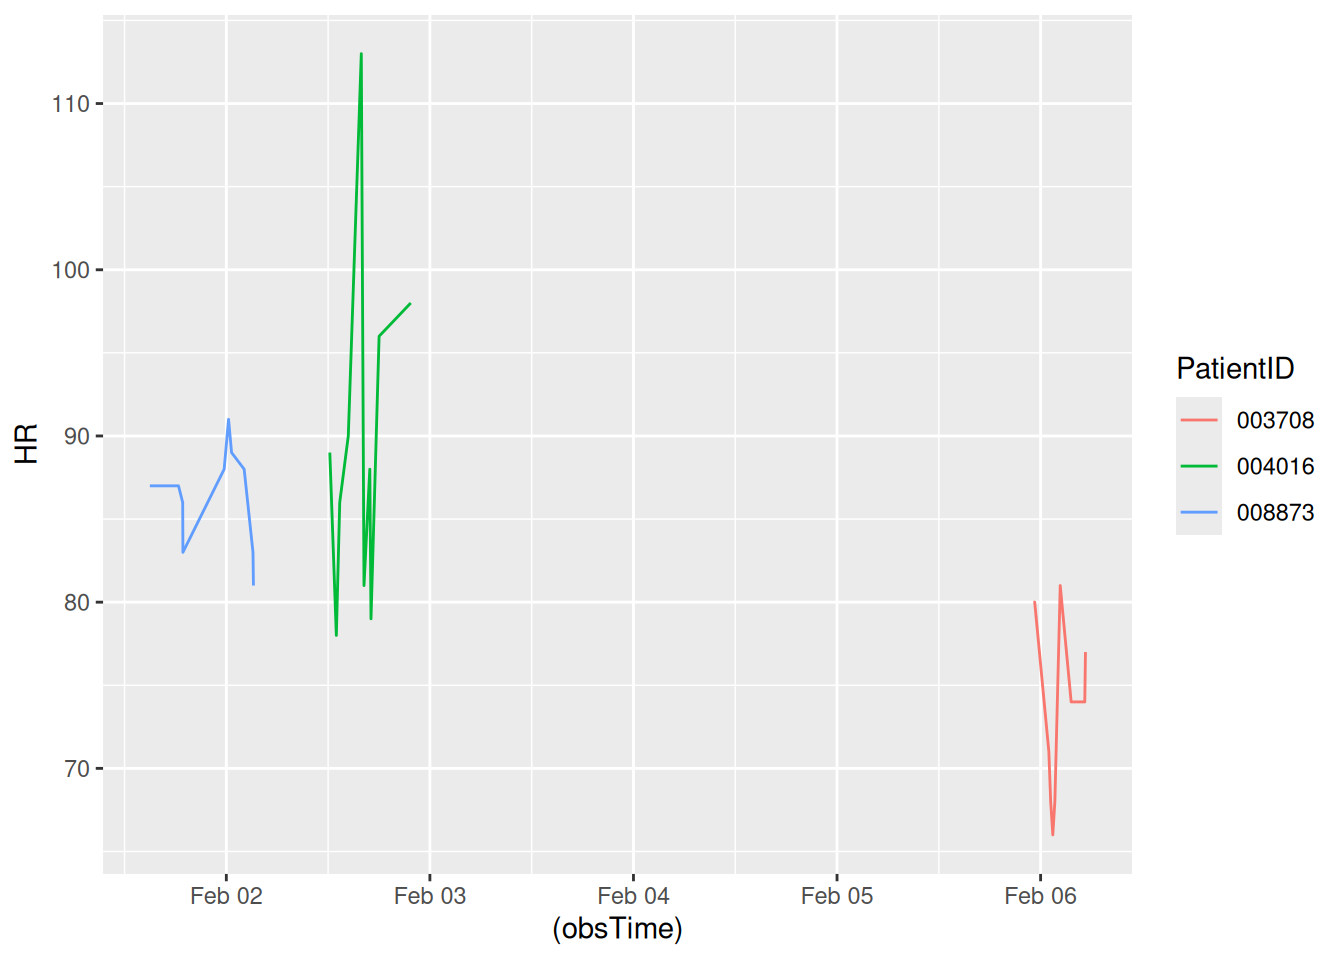 110
100
90
80
70
HR
Feb 02
Feb 03
Feb 04
Feb 05
Feb 06
(obsTime)
PatientID
003708
004016
008873